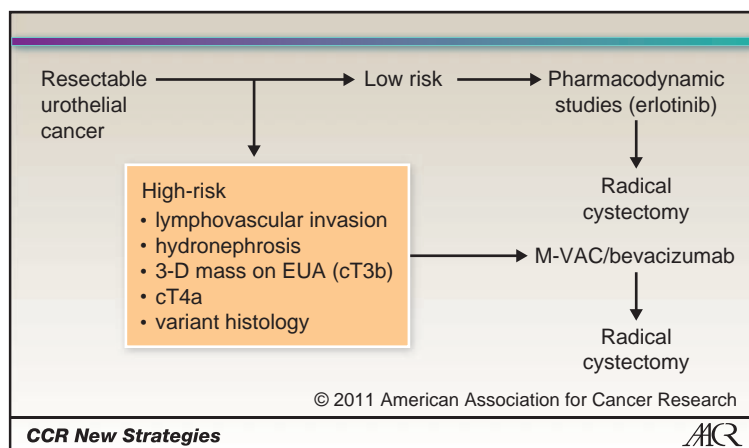 Resectable
urothelial
cancer
Low risk
Pharmacodynamic
studies (erlotinib)
Radical
cystectomy
High-risk
• lymphovascular invasion
• hydronephrosis
• 3-D mass on EUA (cT3b)
• cT4a
• variant histology
M-VAC/bevacizumab
Radical
cystectomy
© 2011 American Association for Cancer Research
CCR New Strategies
AACR